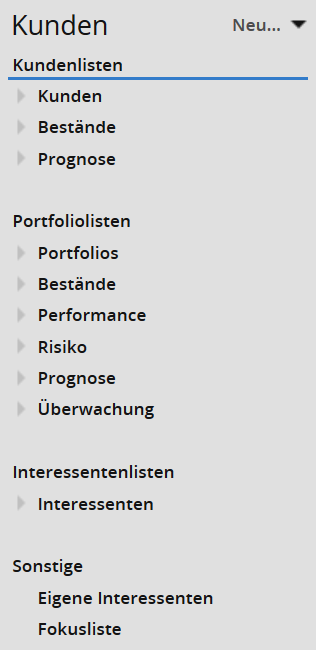 Kunden
Neu...
Kundenlisten
Kunden
Bestände
Prognose
Portfoliolisten
Portfolios
Bestände
Performance
Risiko
Prognose
Überwachung
Interessentenlisten
Interessenten
Sonstige
Eigene Interessenten
Fokusliste